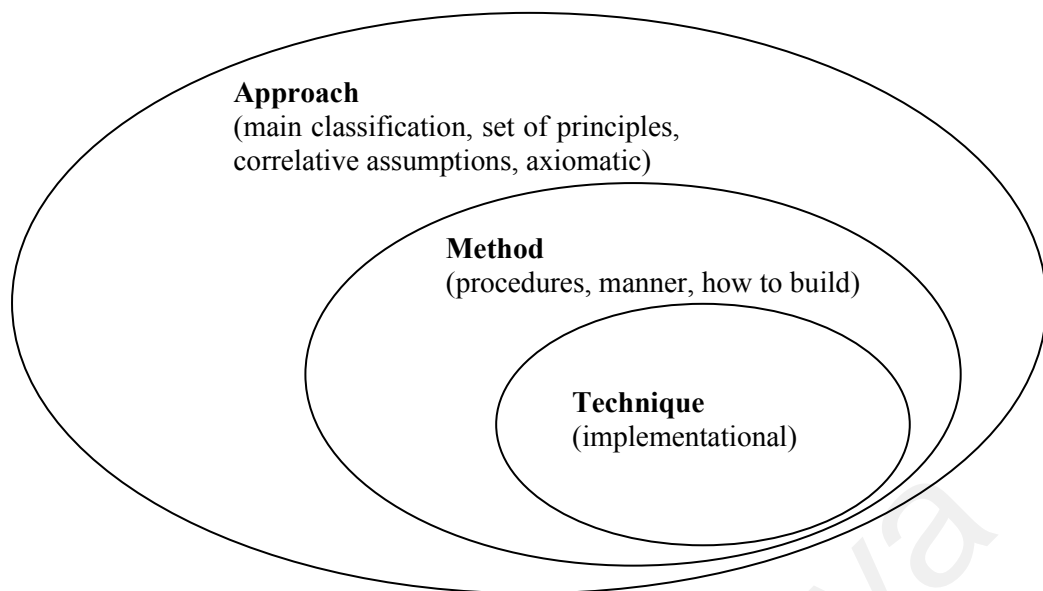 Approach
(main classification, set of principles,
correlative assumptions, axiomatic)
Method
(procedures, manner, how to build)
Technique
(implementational)